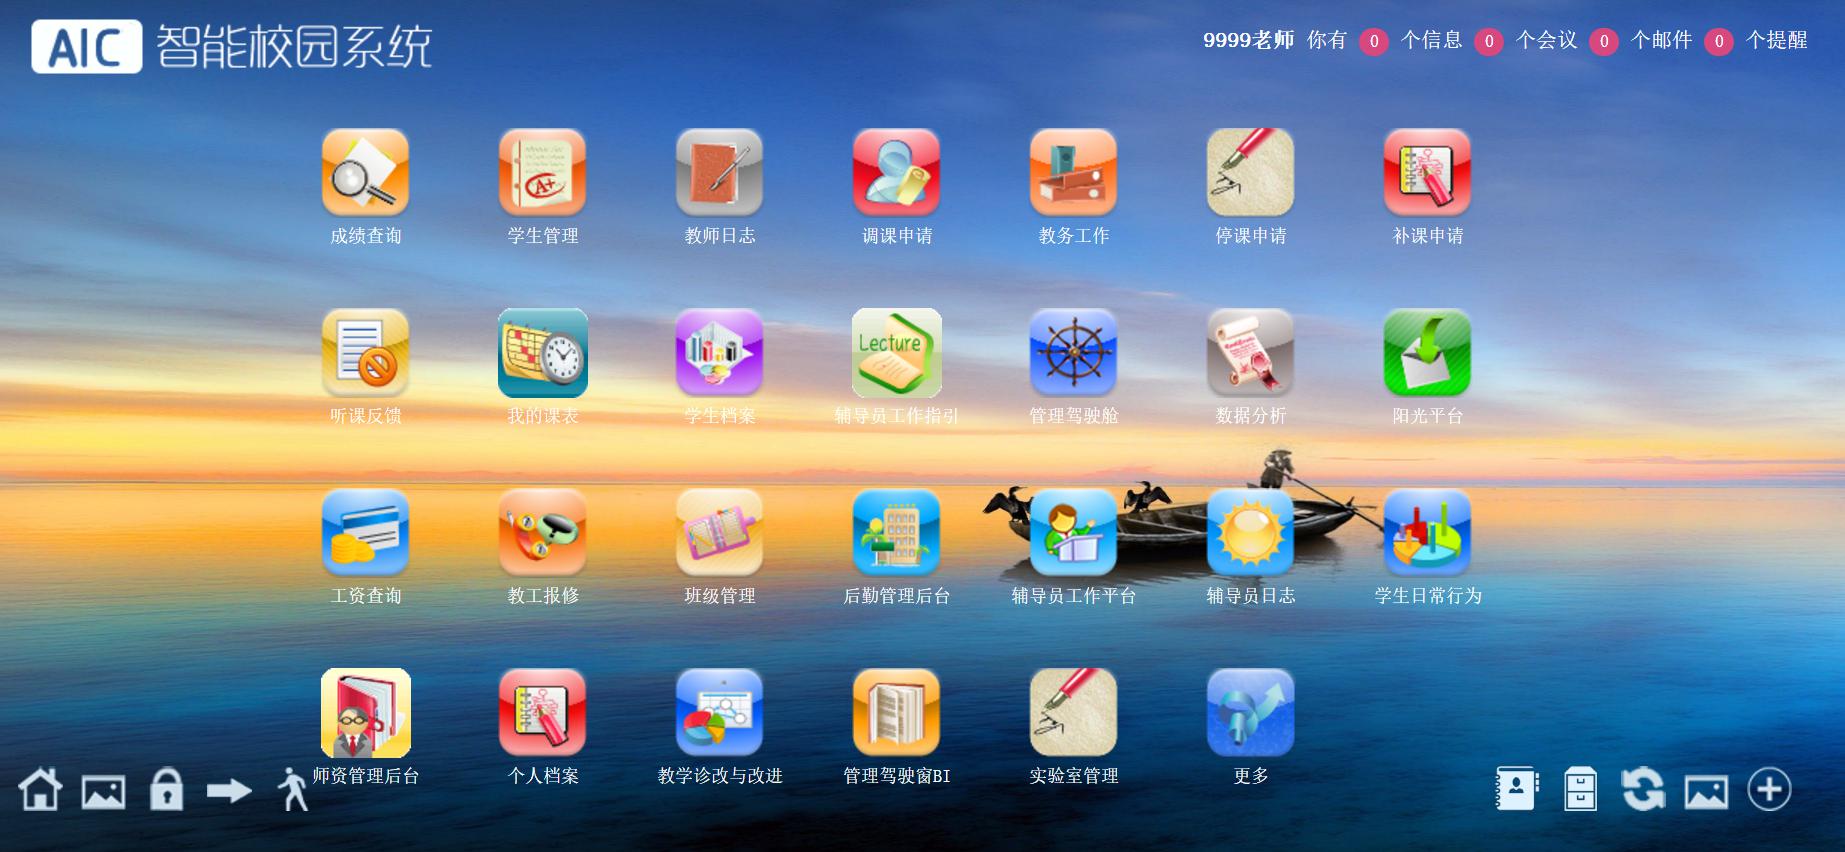 AIC 智能校园系统
9999老师 你有 0 个信息 0 个会议 0 个邮件 0 个提醒
成绩查询 学生管理 教师日志 调课申请 教务工作 停课申请 补课申请
Lecture
听课反馈 我的课表 学生档案 辅导员工作指引 管理驾驶舱 数据分析 阳光平台
工资查询 教工报修 班级管理 后勤管理后台 辅导员工作平台 辅导员日志 学生日常行为
师资管理后台 个人档案 教学诊改与改进 管理驾驶窗BI 实验室管理 更多